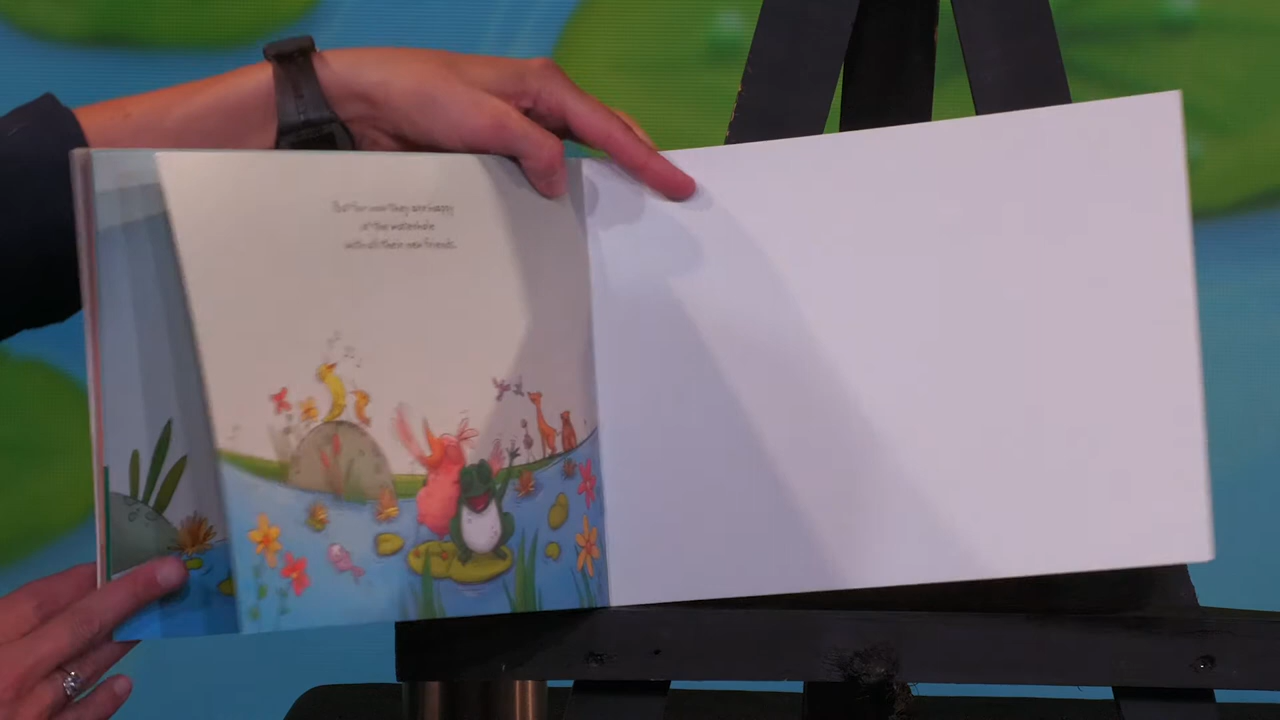 But for now they are happy
at the waterhole
with all their new friends.